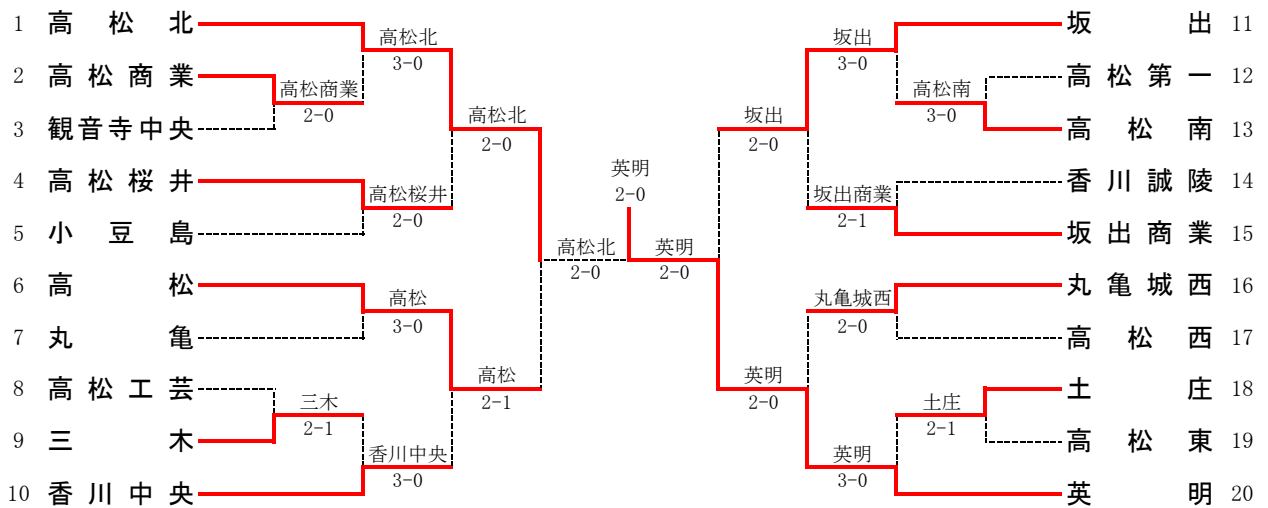 1 高松北
2 高松商業
3 観音寺中央
4 高松桜井
5 小豆島
6 高松
7 丸亀
8 高松工芸
9 三木
10 香川中央
高松商業
2-0
三木
2-1
高松北
3-0
高松桜井
2-0
高松
3-0
香川中央
3-0
高松北
2-0
高松
2-1
高松北
2-0
英明
2-0
英明
2-0
坂出
2-0
英明
2-0
坂出
3-0
坂出商業
2-1
丸亀城西
2-0
英明
3-0
高松南
3-0
土庄
2-1
坂出 11
高松第一 12
高松南 13
香川誠陵 14
坂出商業 15
丸亀城西 16
高松西 17
土庄 18
高松東 19
英明 20